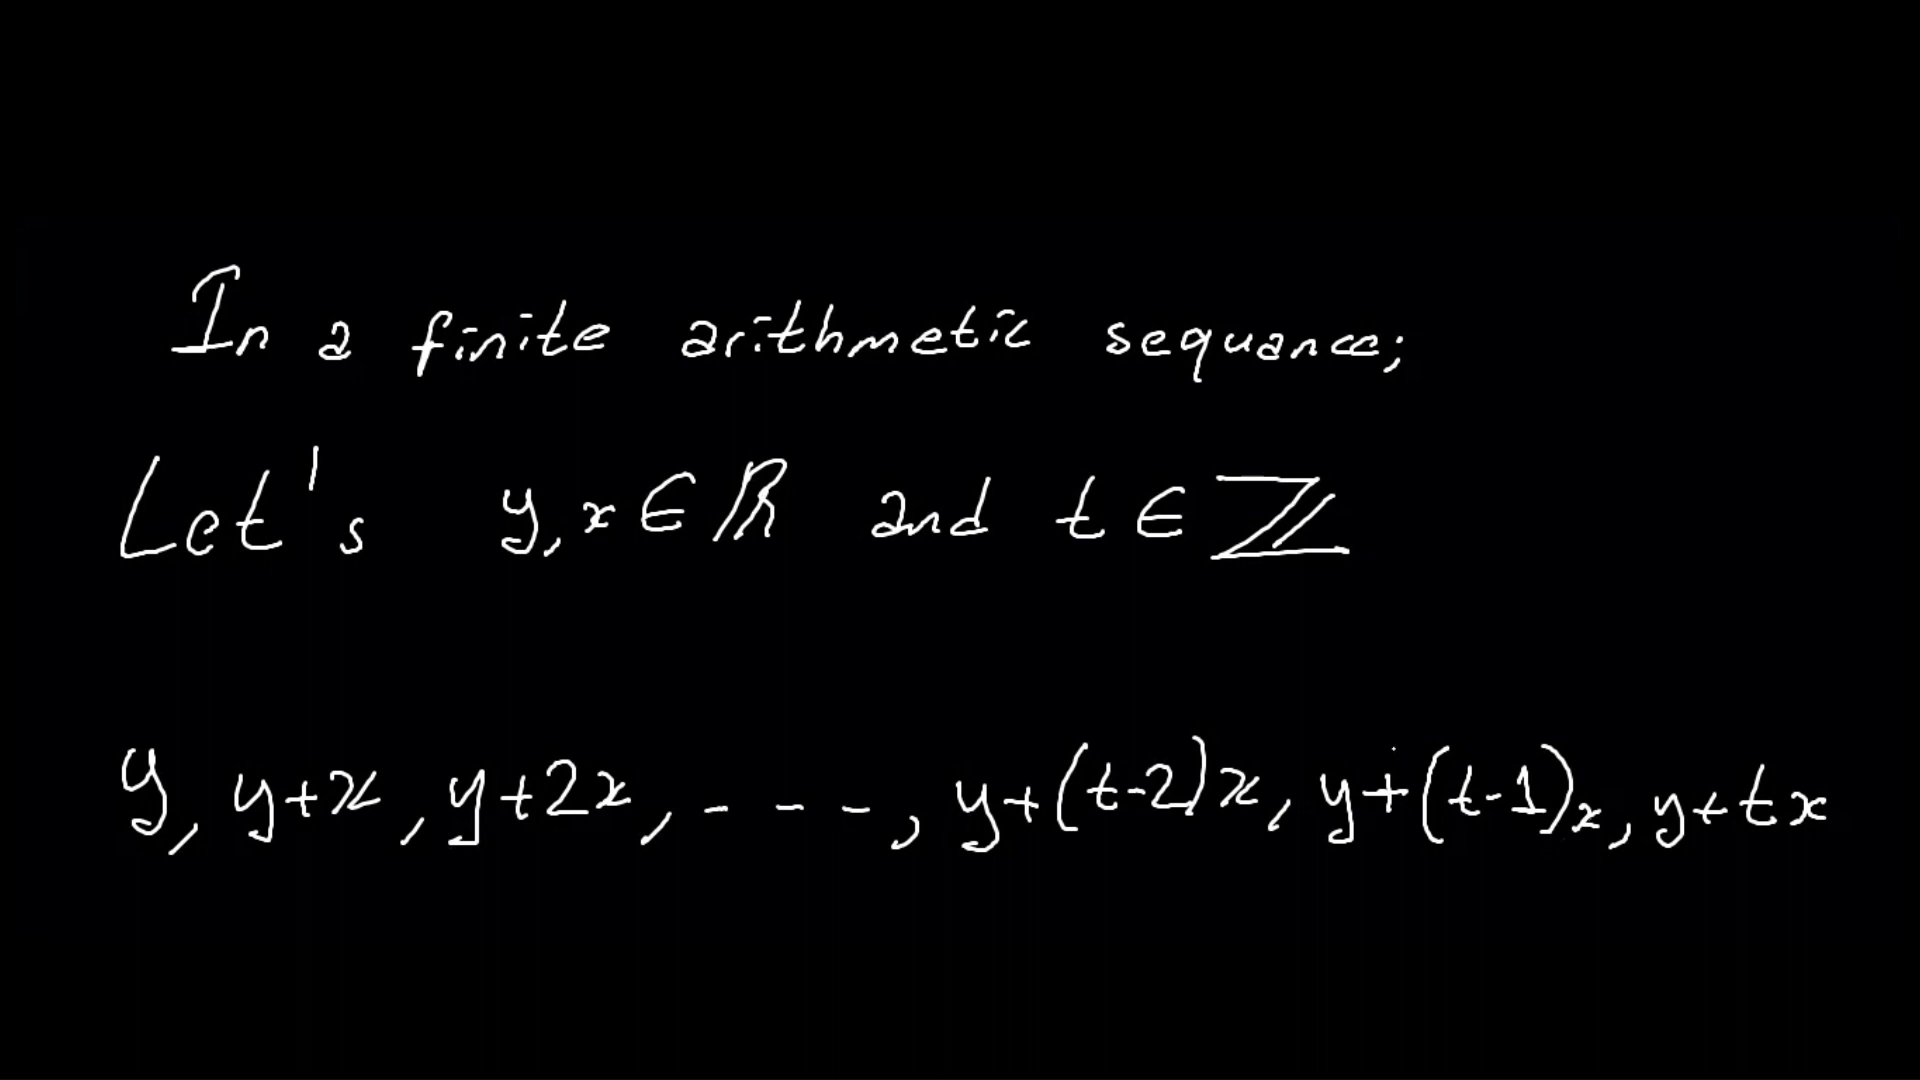 In a finite arithmetic sequance;
Let's y, x ∈ ℝ and t ∈ ℤ
y, y+x, y+2x, - - -, y+(t-2)x, y+(t-1)x, y+tx